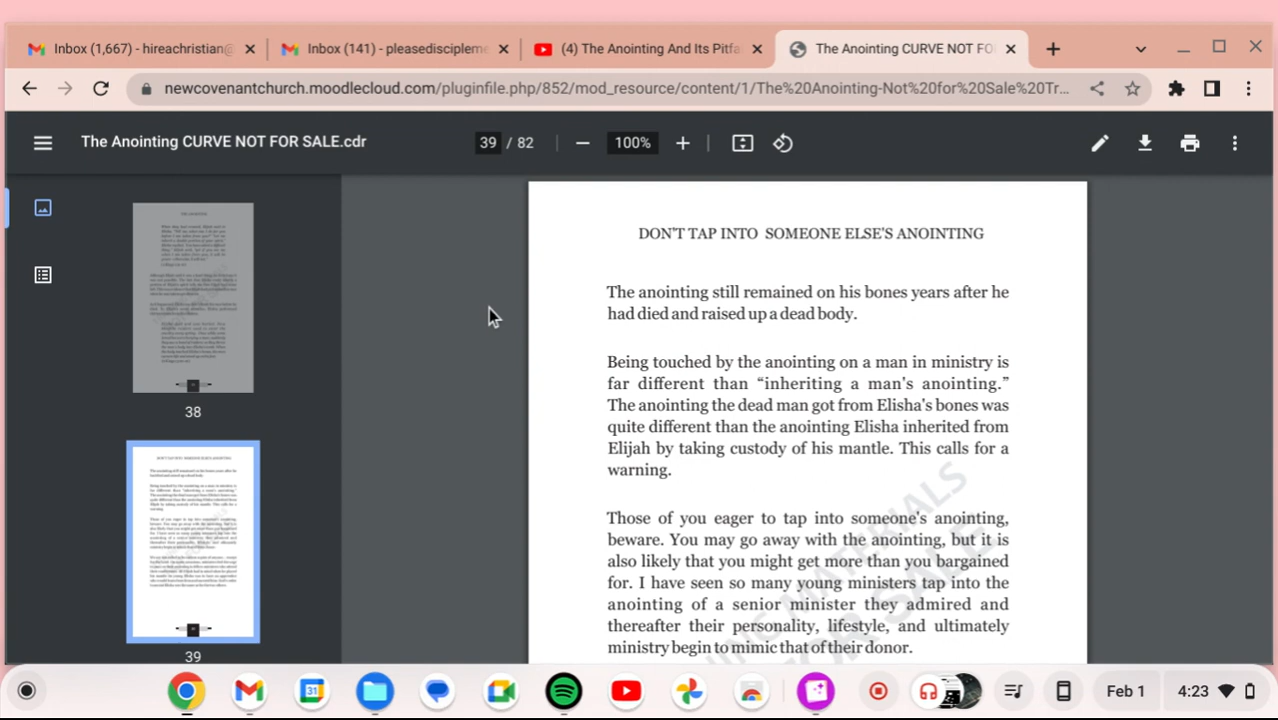 Inbox (1,667) - hireachristian@
Inbox (141) - pleasediscipleme
(4) The Anointing And Its Pitfa
The Anointing CURVE NOT FO
newcovenantchurch.moodlecloud.com/pluginfile.php/852/mod_resource/content/1/The%20Anointing-Not%20for%20Sale%20Tr...
The Anointing CURVE NOT FOR SALE.cdr
39 / 82
100%
38
39
DON'T TAP INTO SOMEONE ELSE'S ANOINTING
The anointing still remained on his bones years after he
had died and raised up a dead body.
Being touched by the anointing on a man in ministry is
far different than “inheriting a man's anointing.”
The anointing the dead man got from Elisha's bones was
quite different than the anointing Elisha inherited from
Elijah by taking custody of his mantle. This calls for a
warning.
Those of you eager to tap into someone's anointing,
beware. You may go away with the anointing, but it is
also likely that you might get more than you bargained
for. I have seen so many young ministers tap into the
anointing of a senior minister they admired and
thereafter their personality, lifestyle, and ultimately
ministry begin to mimic that of their donor.
31
Feb 1
4:23